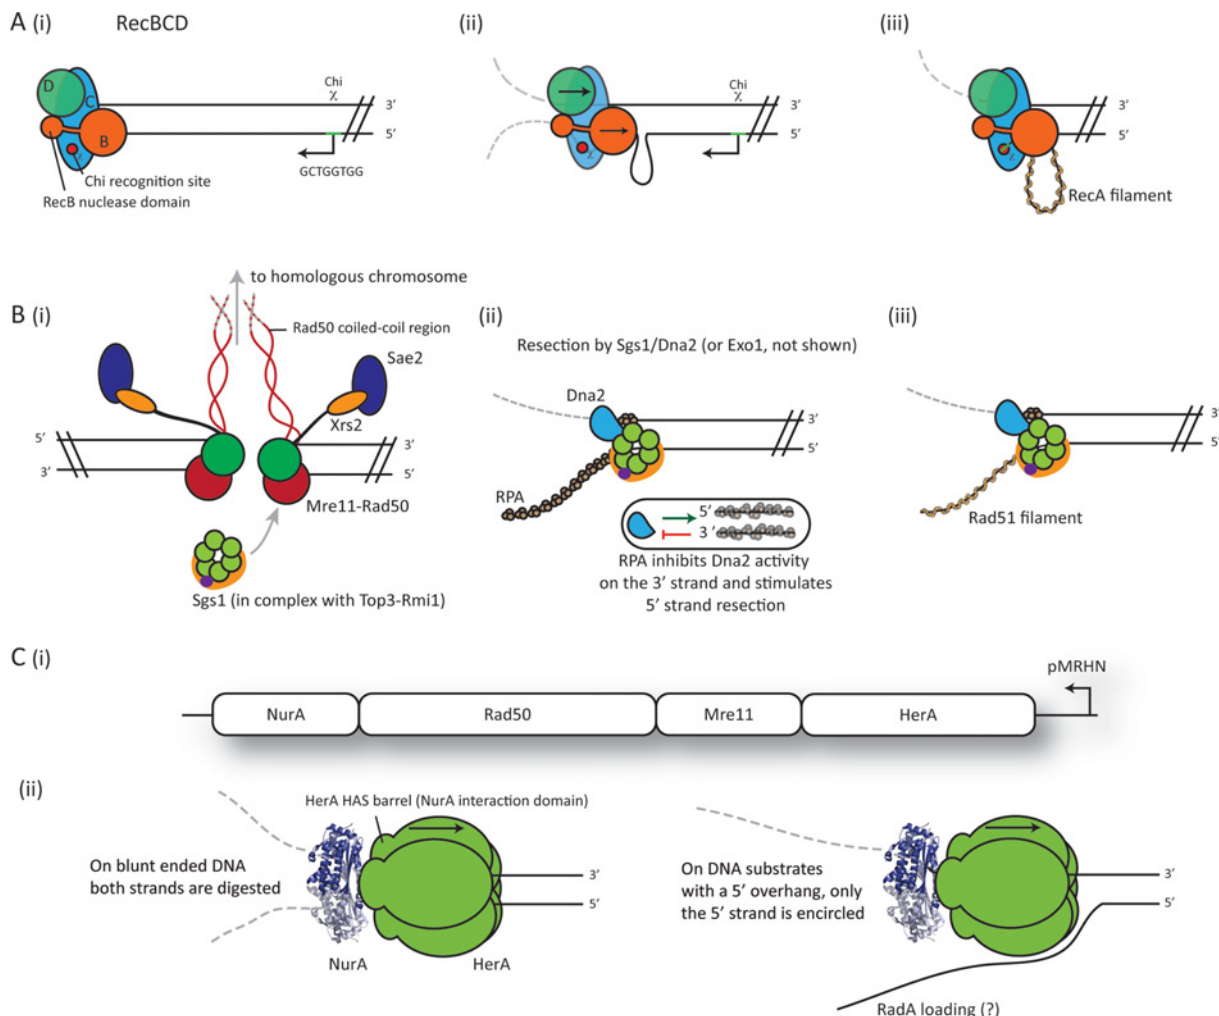 A (i) RecBCD
D
C
B
Chi
χ
3′
5′
GCTGGTGG
χ
Chi recognition site
RecB nuclease domain
(ii)
Chi
χ
3′
5′
χ
(iii)
3′
5′
χ
RecA filament
B (i)
to homologous chromosome
Rad50 coiled-coil region
Sae2
Xrs2
5′
3′
3′
5′
Mre11-Rad50
Sgs1 (in complex with Top3-Rmi1)
(ii)
Resection by Sgs1/Dna2 (or Exo1, not shown)
Dna2
3′
5′
RPA
5′
3′
RPA inhibits Dna2 activity
on the 3′ strand and stimulates
5′ strand resection
(iii)
3′
5′
Rad51 filament
C (i)
pMRHN
NurA Rad50 Mre11 HerA
(ii)
HerA HAS barrel (NurA interaction domain)
On blunt ended DNA
both strands are digested
3′
5′
NurA HerA
On DNA substrates
with a 5′ overhang, only
the 5′ strand is encircled
3′
5′
RadA loading (?)